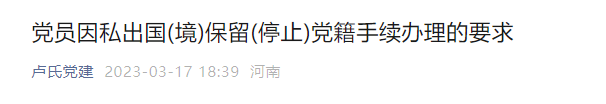 党员因私出国(境)保留(停止)党籍手续办理的要求
卢氏党建 2023-03-17 18:39 河南